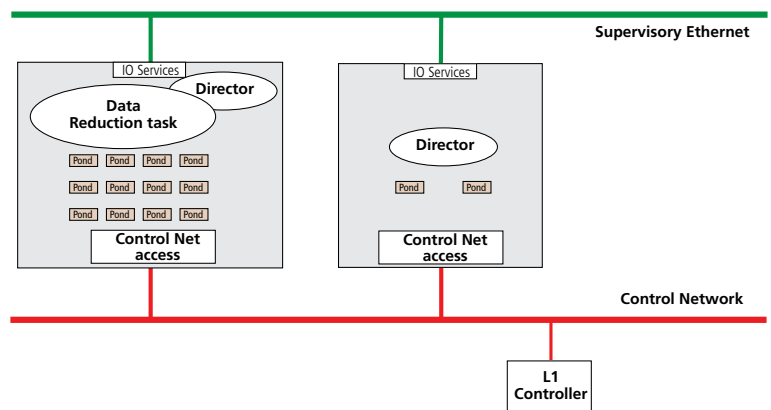 Supervisory Ethernet
IO Services
Director
Data
Reduction task
Pond Pond Pond Pond
Pond Pond Pond Pond
Pond Pond Pond Pond
Control Net
access
IO Services
Director
Pond Pond
Control Net
access
Control Network
L1
Controller